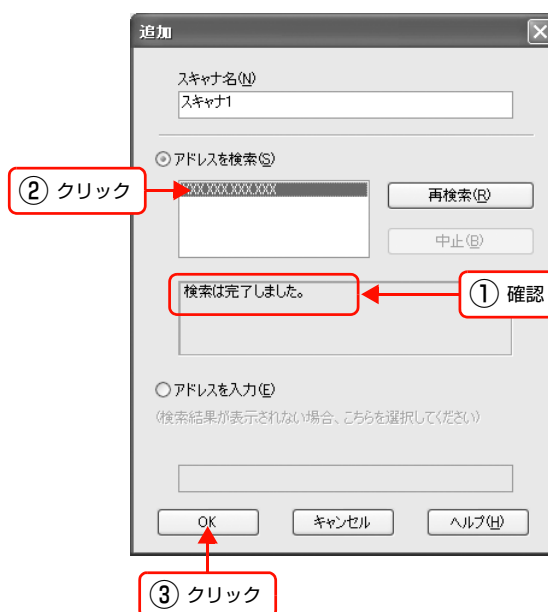 追加
スキャナ名(N)
スキャナ1
アドレスを検索(S)
② クリック
XXX.XXX.XXX.XXX
再検索(R)
中止(B)
検索は完了しました。
① 確認
アドレスを入力(E)
(検索結果が表示されない場合、こちらを選択してください)
OK
キャンセル
ヘルプ(H)
③ クリック